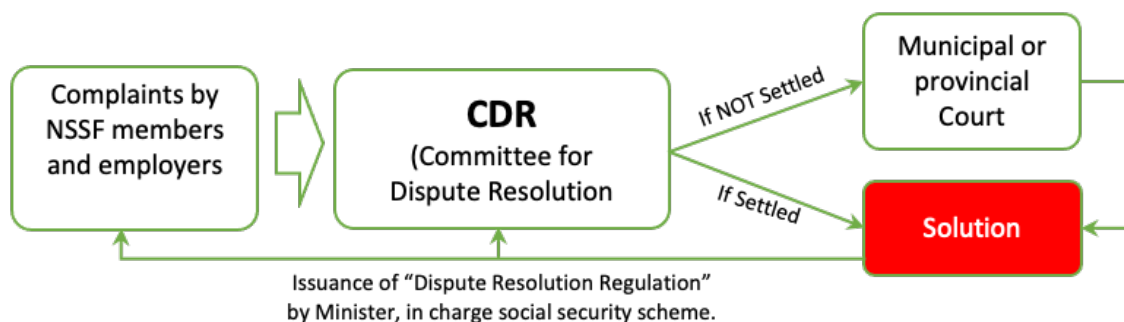 Complaints by
NSSF members
and employers
CDR
(Committee for
Dispute Resolution
If NOT Settled
If Settled
Municipal or
provincial
Court
Solution
Issuance of “Dispute Resolution Regulation”
by Minister, in charge social security scheme.